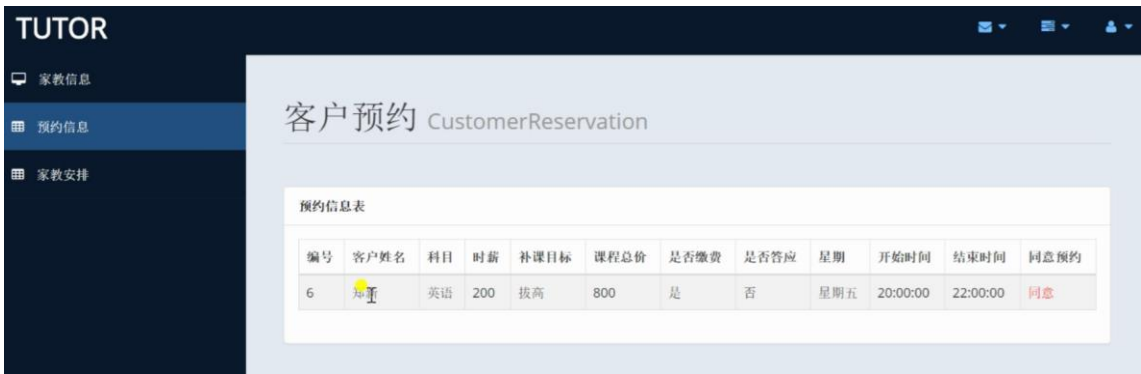 TUTOR
家教信息
预约信息
家教安排
客户预约 CustomerReservation
预约信息表
编号 客户姓名 科目 时薪 补课目标 课程总价 是否缴费 是否答应 星期 开始时间 结束时间 同意预约
6 英语 200 拔高 800 是 否 星期五 20:00:00 22:00:00 同意